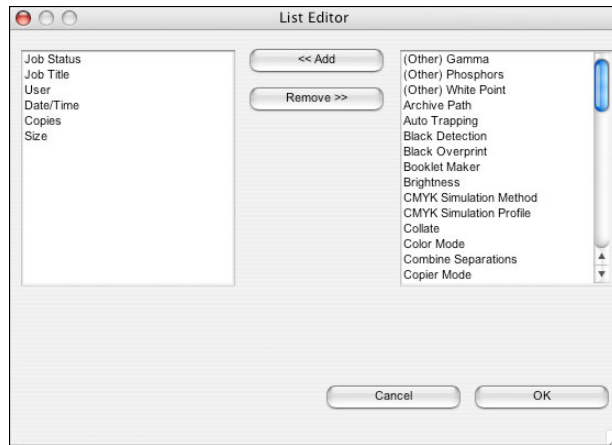 List Editor
Job Status
Job Title
User
Date/Time
Copies
Size
<< Add
Remove >>
(Other) Gamma
(Other) Phosphors
(Other) White Point
Archive Path
Auto Trapping
Black Detection
Black Overprint
Booklet Maker
Brightness
CMYK Simulation Method
CMYK Simulation Profile
Collate
Color Mode
Combine Separations
Copier Mode
Cancel
OK